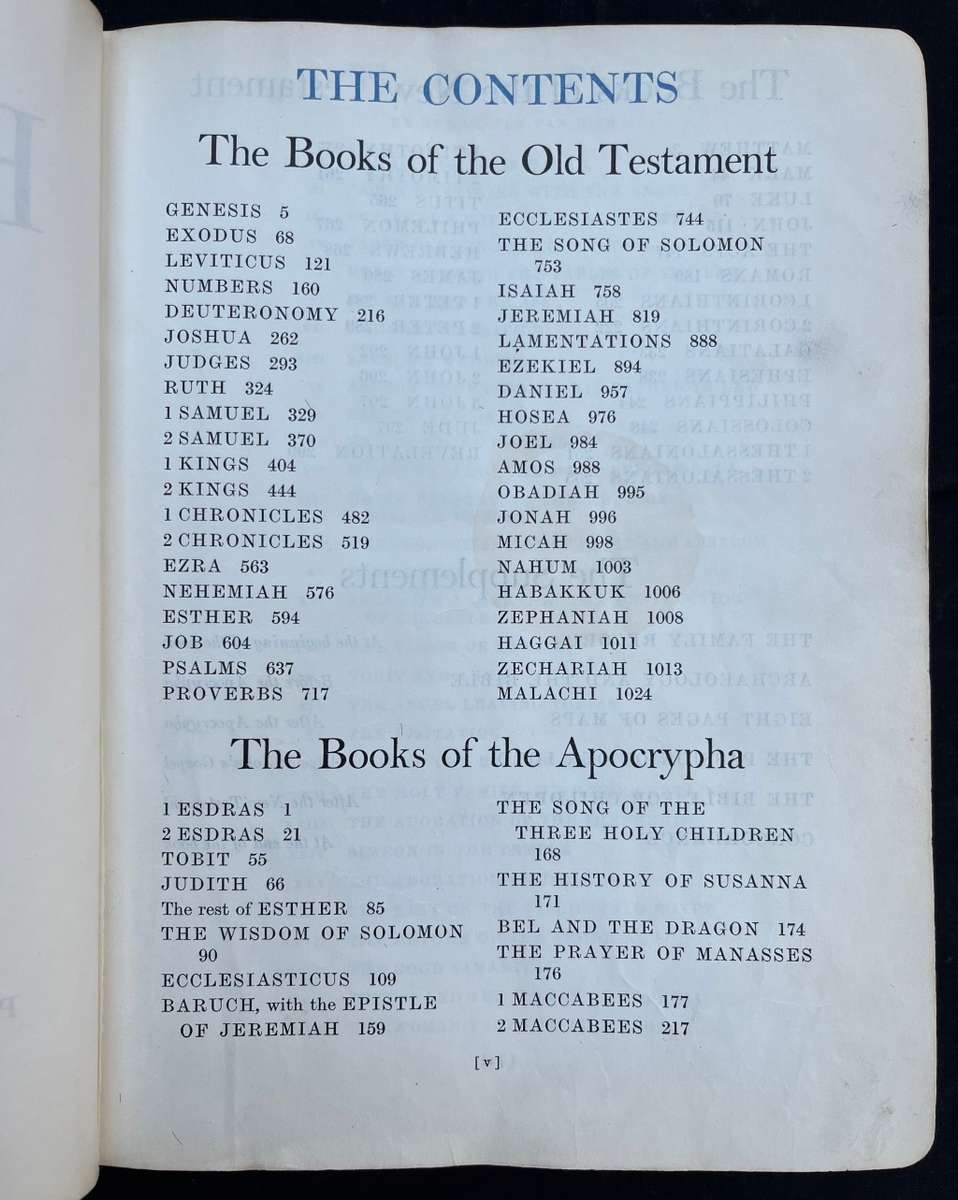 THE CONTENTS
The Books of the Old Testament
GENESIS 5
EXODUS 68
LEVITICUS 121
NUMBERS 160
DEUTERONOMY 216
JOSHUA 262
JUDGES 293
RUTH 324
1 SAMUEL 329
2 SAMUEL 370
1 KINGS 404
2 KINGS 444
1 CHRONICLES 482
2 CHRONICLES 519
EZRA 563
NEHEMIAH 576
ESTHER 594
JOB 604
PSALMS 637
PROVERBS 717
ECCLESIASTES 744
THE SONG OF SOLOMON
753
ISAIAH 758
JEREMIAH 819
LAMENTATIONS 888
EZEKIEL 894
DANIEL 957
HOSEA 976
JOEL 984
AMOS 988
OBADIAH 995
JONAH 996
MICAH 998
NAHUM 1003
HABAKKUK 1006
ZEPHANIAH 1008
HAGGAI 1011
ZECHARIAH 1013
MALACHI 1024
The Books of the Apocrypha
1 ESDRAS 1
2 ESDRAS 21
TOBIT 55
JUDITH 66
The rest of ESTHER 85
THE WISDOM OF SOLOMON
90
ECCLESIASTICUS 109
BARUCH, with the EPISTLE
OF JEREMIAH 159
THE SONG OF THE
THREE HOLY CHILDREN
168
THE HISTORY OF SUSANNA
171
BEL AND THE DRAGON 174
THE PRAYER OF MANASSES
176
1 MACCABEES 177
2 MACCABEES 217
[v]